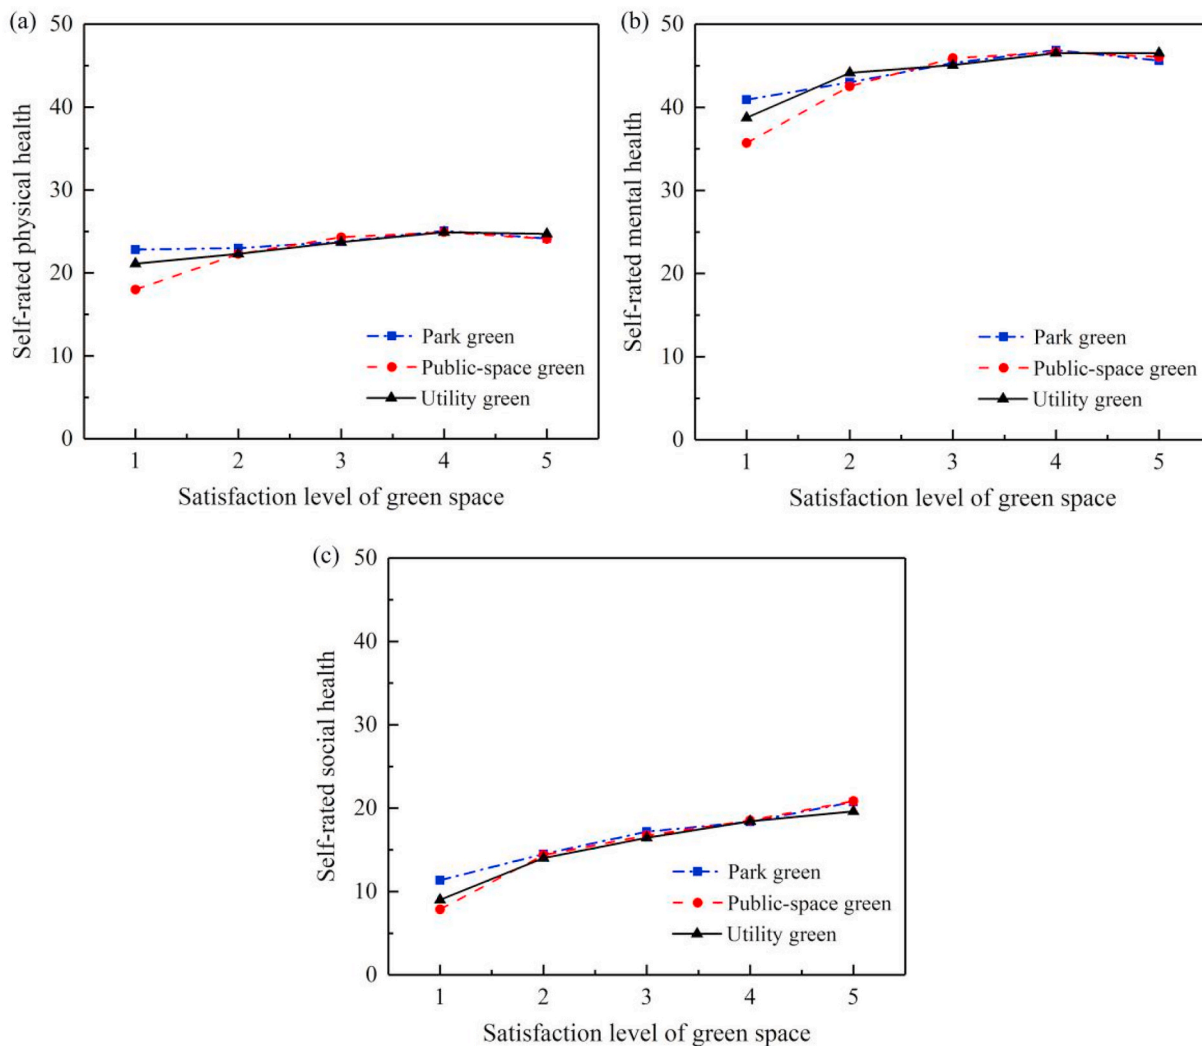 (a)
50
40
30
20
10
0
Self-rated physical health
Park green
Public-space green
Utility green
1 2 3 4 5
Satisfaction level of green space
(b)
50
40
30
20
10
0
Self-rated mental health
Park green
Public-space green
Utility green
1 2 3 4 5
Satisfaction level of green space
(c)
50
40
30
20
10
0
Self-rated social health
Park green
Public-space green
Utility green
1 2 3 4 5
Satisfaction level of green space